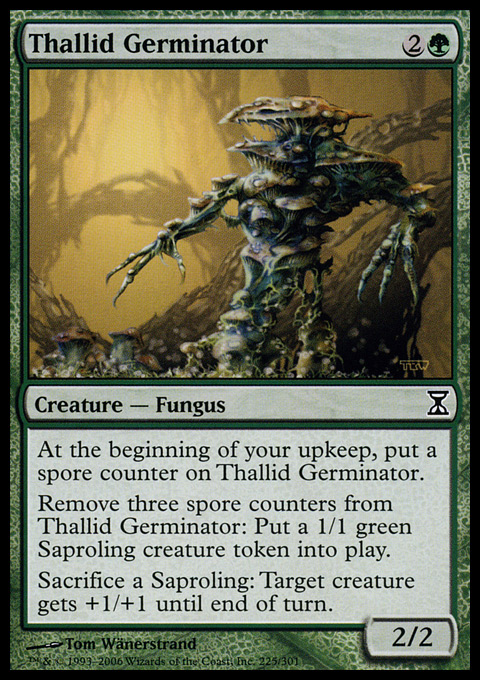 Thallid Germinator 2
Creature — Fungus
At the beginning of your upkeep, put a
spore counter on Thallid Germinator.
Remove three spore counters from
Thallid Germinator: Put a 1/1 green
Saproling creature token into play.
Sacrifice a Saproling: Target creature
gets +1/+1 until end of turn.
Tom Wänerstrand
2/2
™ & © 1993–2006 Wizards of the Coast, Inc. 225/301